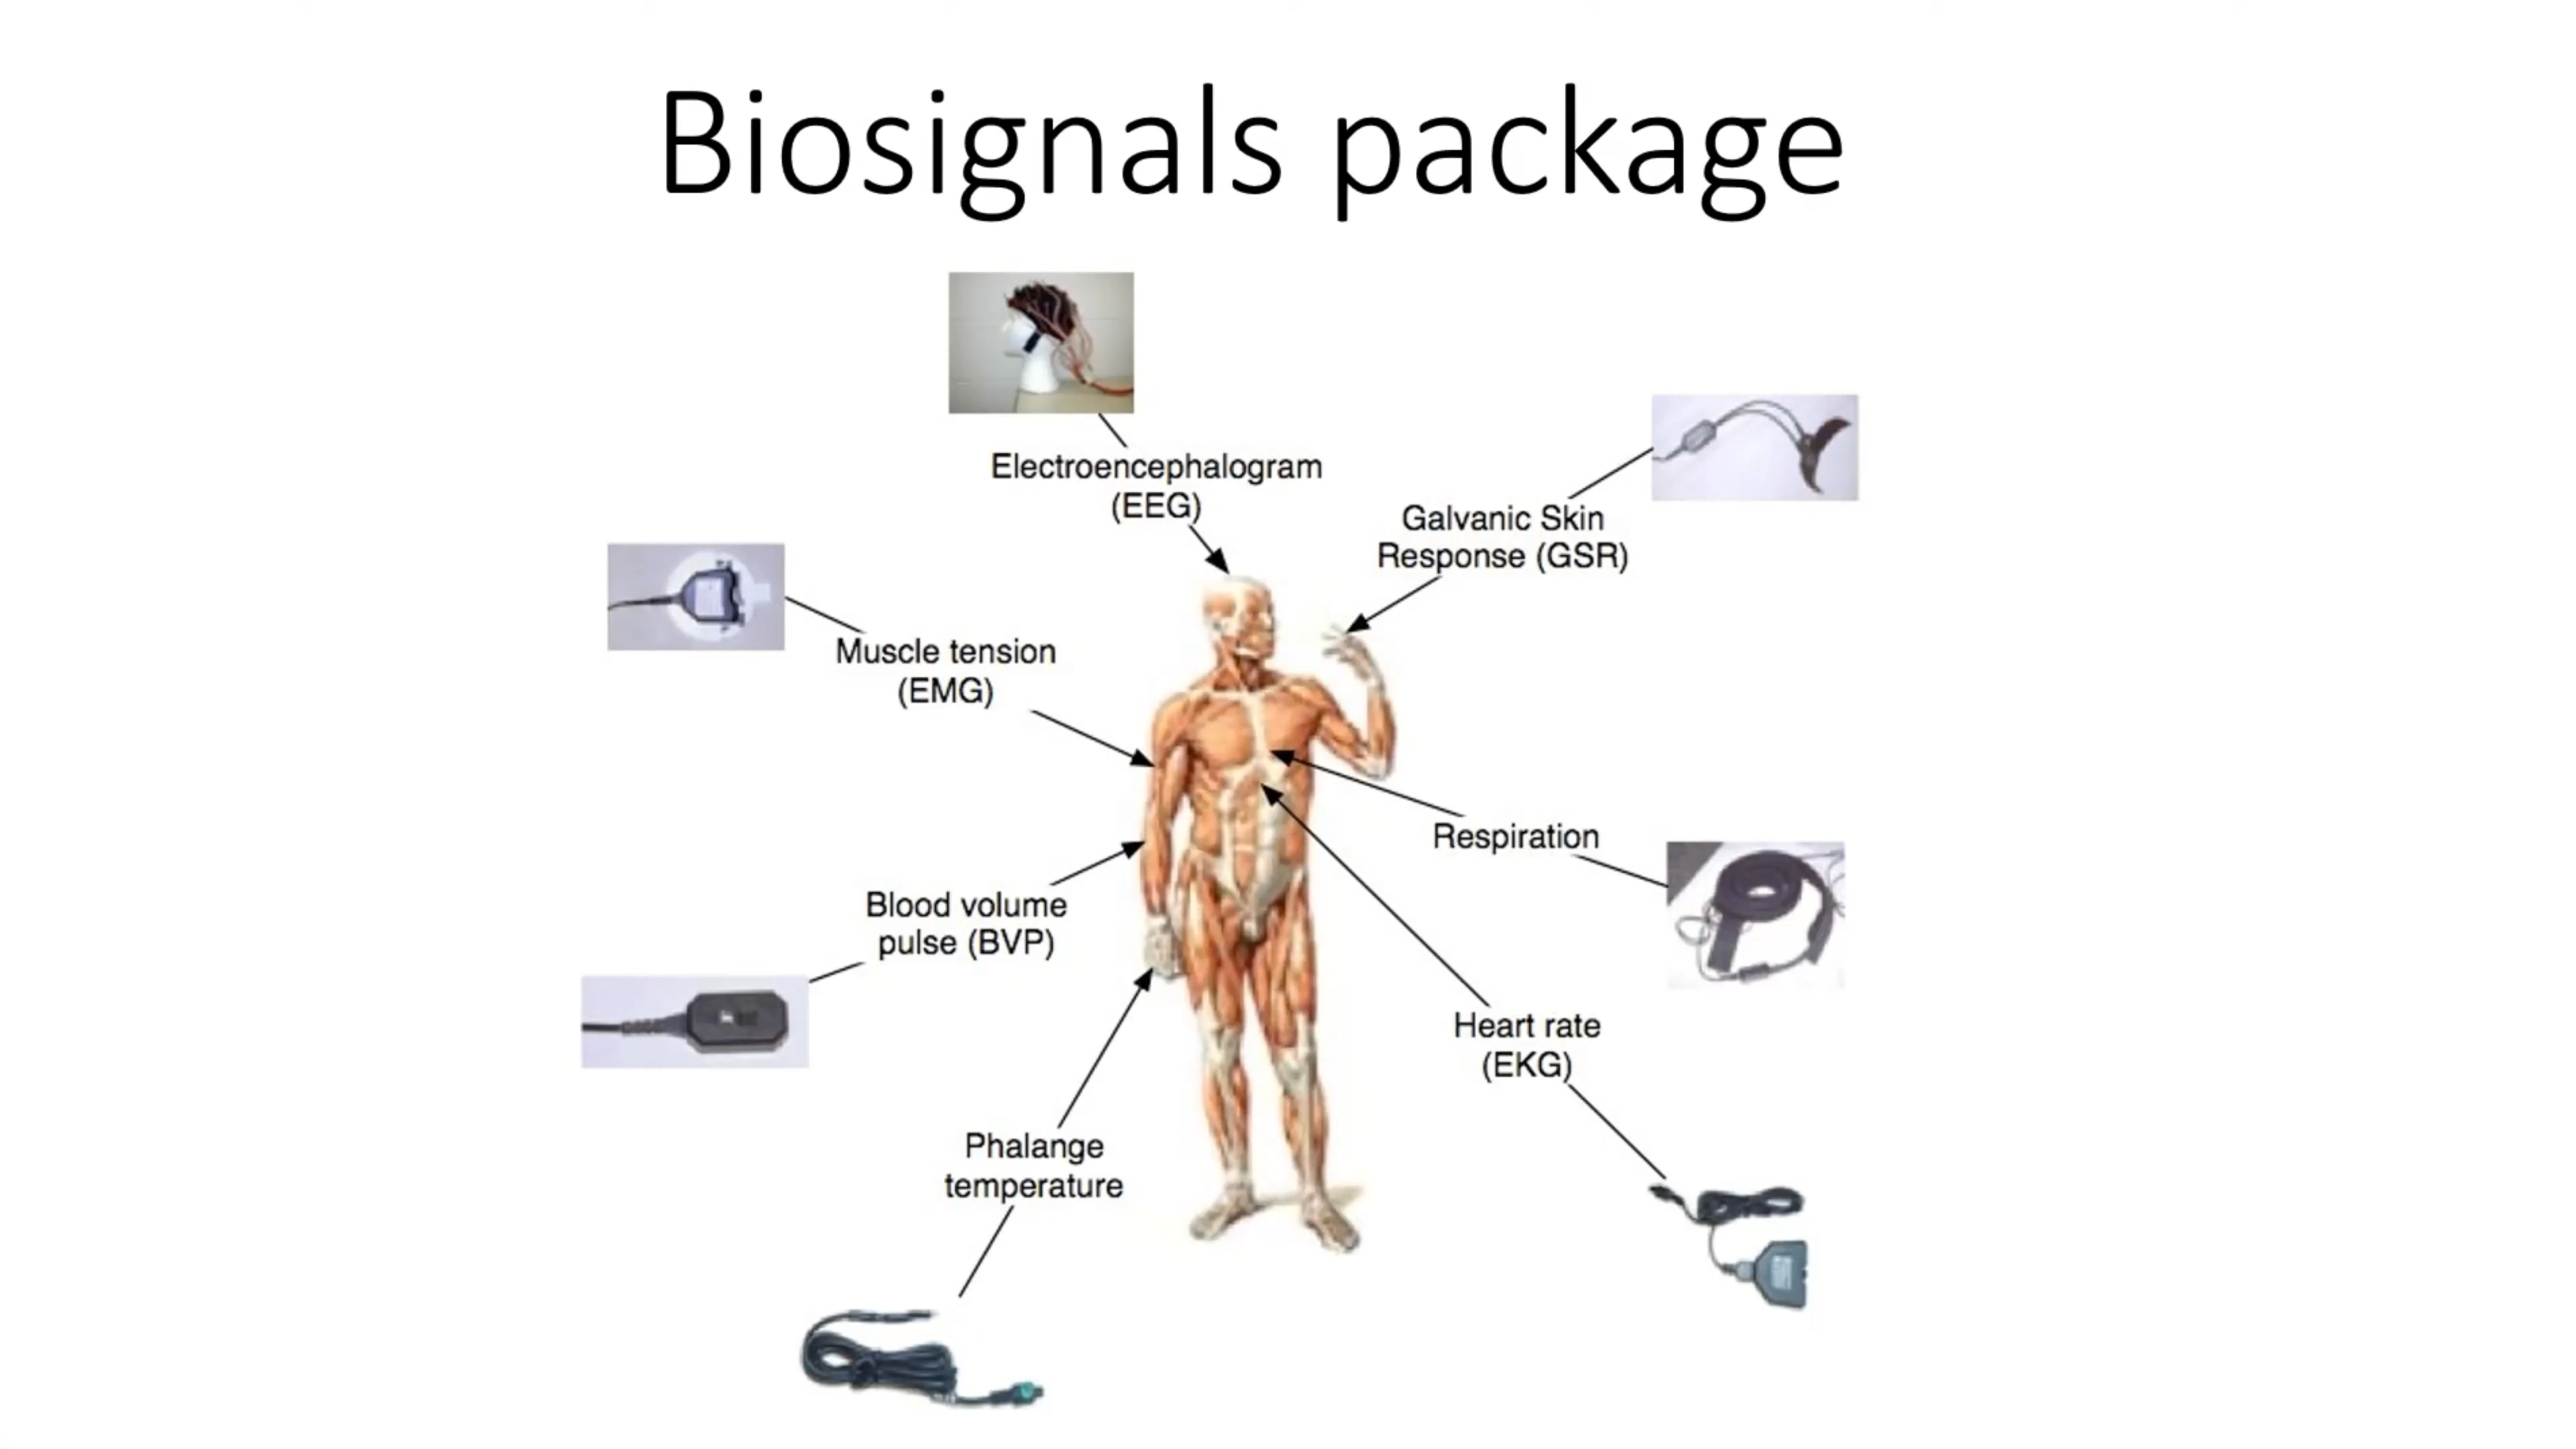 Biosignals package
Electroencephalogram
(EEG)
Galvanic Skin
Response (GSR)
Muscle tension
(EMG)
Respiration
Blood volume
pulse (BVP)
Heart rate
(EKG)
Phalange
temperature